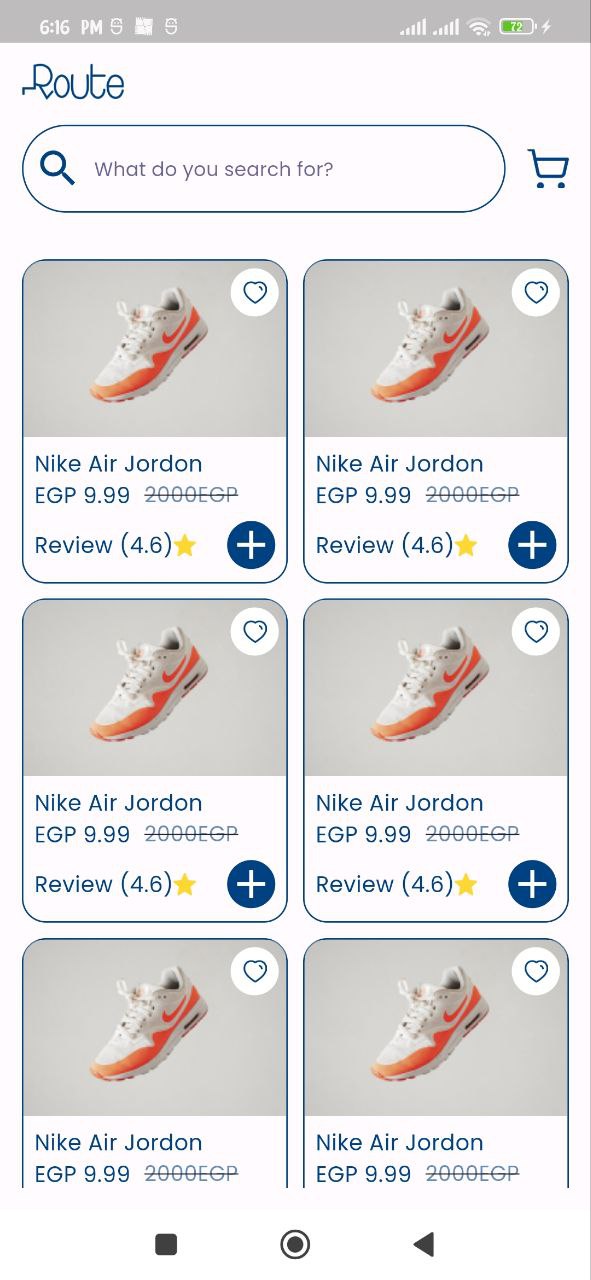 6:16 PM 72
Route
What do you search for?
Nike Air Jordon Nike Air Jordon
EGP 9.99 2000EGP EGP 9.99 2000EGP
Review (4.6)⭐ Review (4.6)⭐
Nike Air Jordon Nike Air Jordon
EGP 9.99 2000EGP EGP 9.99 2000EGP
Review (4.6)⭐ Review (4.6)⭐
Nike Air Jordon Nike Air Jordon
EGP 9.99 2000EGP EGP 9.99 2000EGP